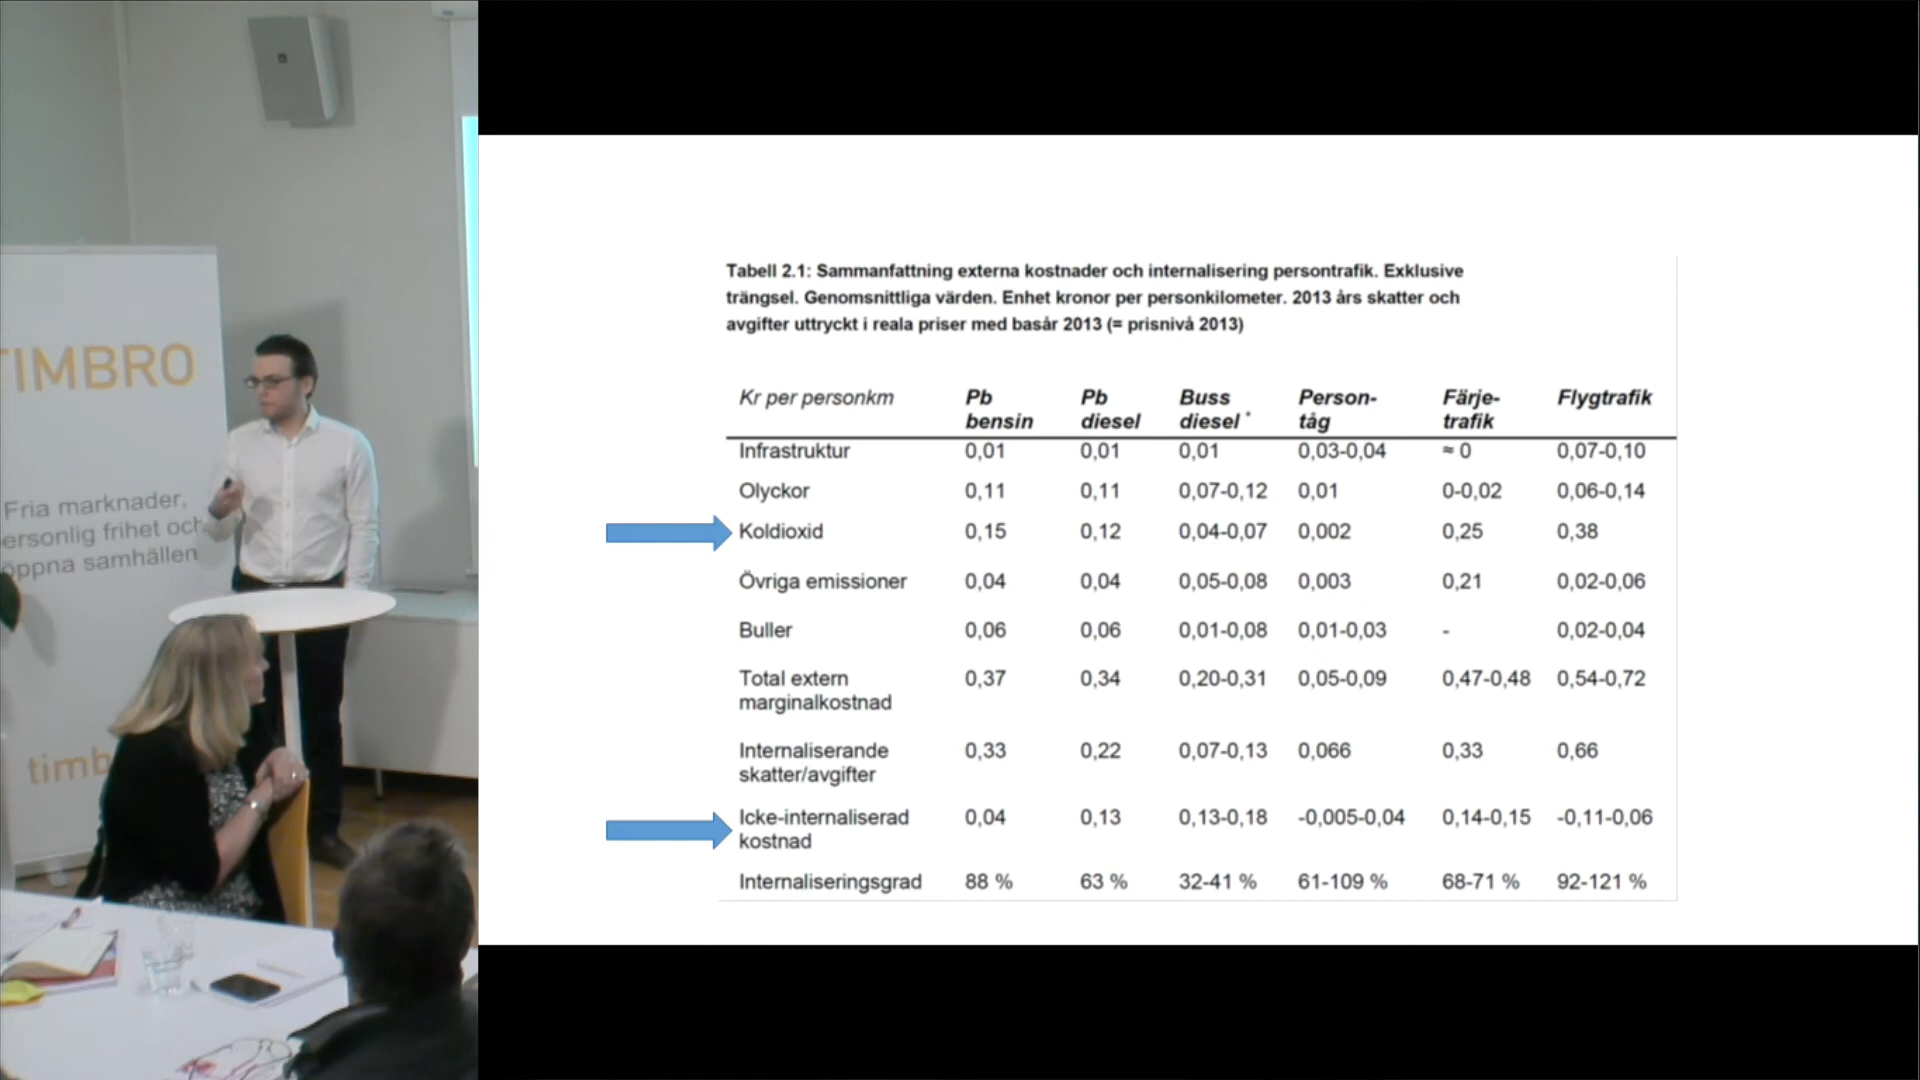 TIMBRO
Fria marknader,
personlig frihet och
öppna samhällen
timb
Tabell 2.1: Sammanfattning externa kostnader och internalisering persontrafik. Exklusive
trängsel. Genomsnittliga värden. Enhet kronor per personkilometer. 2013 års skatter och
avgifter uttryckt i reala priser med basår 2013 (= prisnivå 2013)
Kr per personkm Pb bensin Pb diesel Buss diesel * Person-tåg Färje-trafik Flygtrafik
Infrastruktur 0,01 0,01 0,01 0,03-0,04 ≈ 0 0,07-0,10
Olyckor 0,11 0,11 0,07-0,12 0,01 0-0,02 0,06-0,14
Koldioxid 0,15 0,12 0,04-0,07 0,002 0,25 0,38
Övriga emissioner 0,04 0,04 0,05-0,08 0,003 0,21 0,02-0,06
Buller 0,06 0,06 0,01-0,08 0,01-0,03 - 0,02-0,04
Total extern marginalkostnad 0,37 0,34 0,20-0,31 0,05-0,09 0,47-0,48 0,54-0,72
Internaliserande skatter/avgifter 0,33 0,22 0,07-0,13 0,066 0,33 0,66
Icke-internaliserad kostnad 0,04 0,13 0,13-0,18 -0,005-0,04 0,14-0,15 -0,11-0,06
Internaliseringsgrad 88 % 63 % 32-41 % 61-109 % 68-71 % 92-121 %